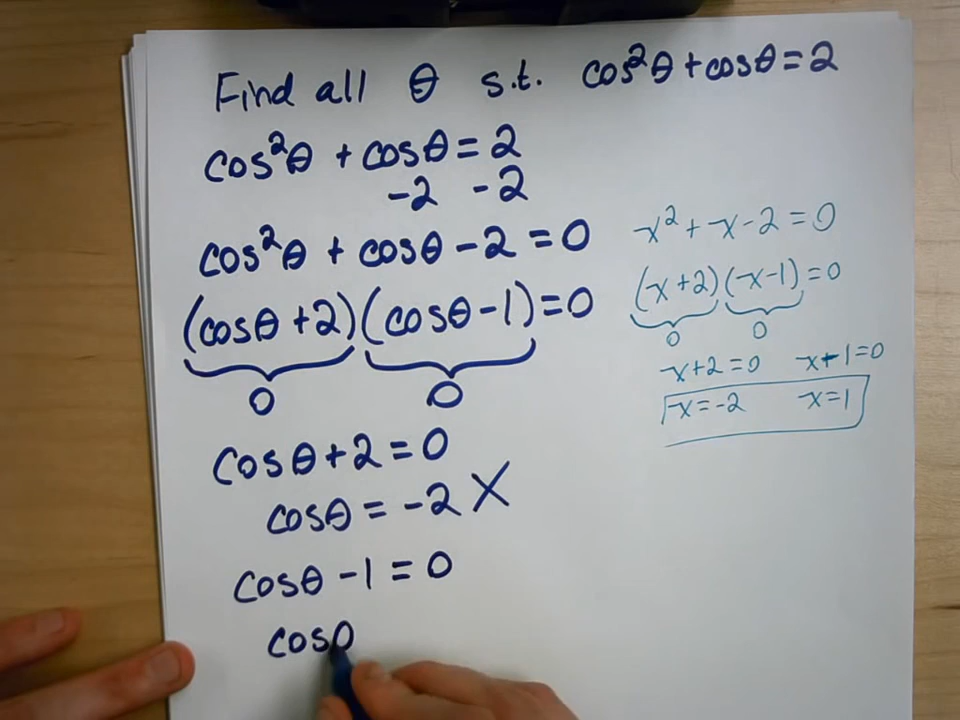 Find all θ s.t. cos²θ + cosθ = 2
cos²θ + cosθ = 2
-2 -2
cos²θ + cosθ - 2 = 0
(cosθ + 2)(cosθ - 1) = 0
0 0
cosθ + 2 = 0
cosθ = -2 X
cosθ - 1 = 0
cos0
x² + x - 2 = 0
(x + 2)(x - 1) = 0
0 0
x + 2 = 0 x + 1 = 0
x = -2 x = 1